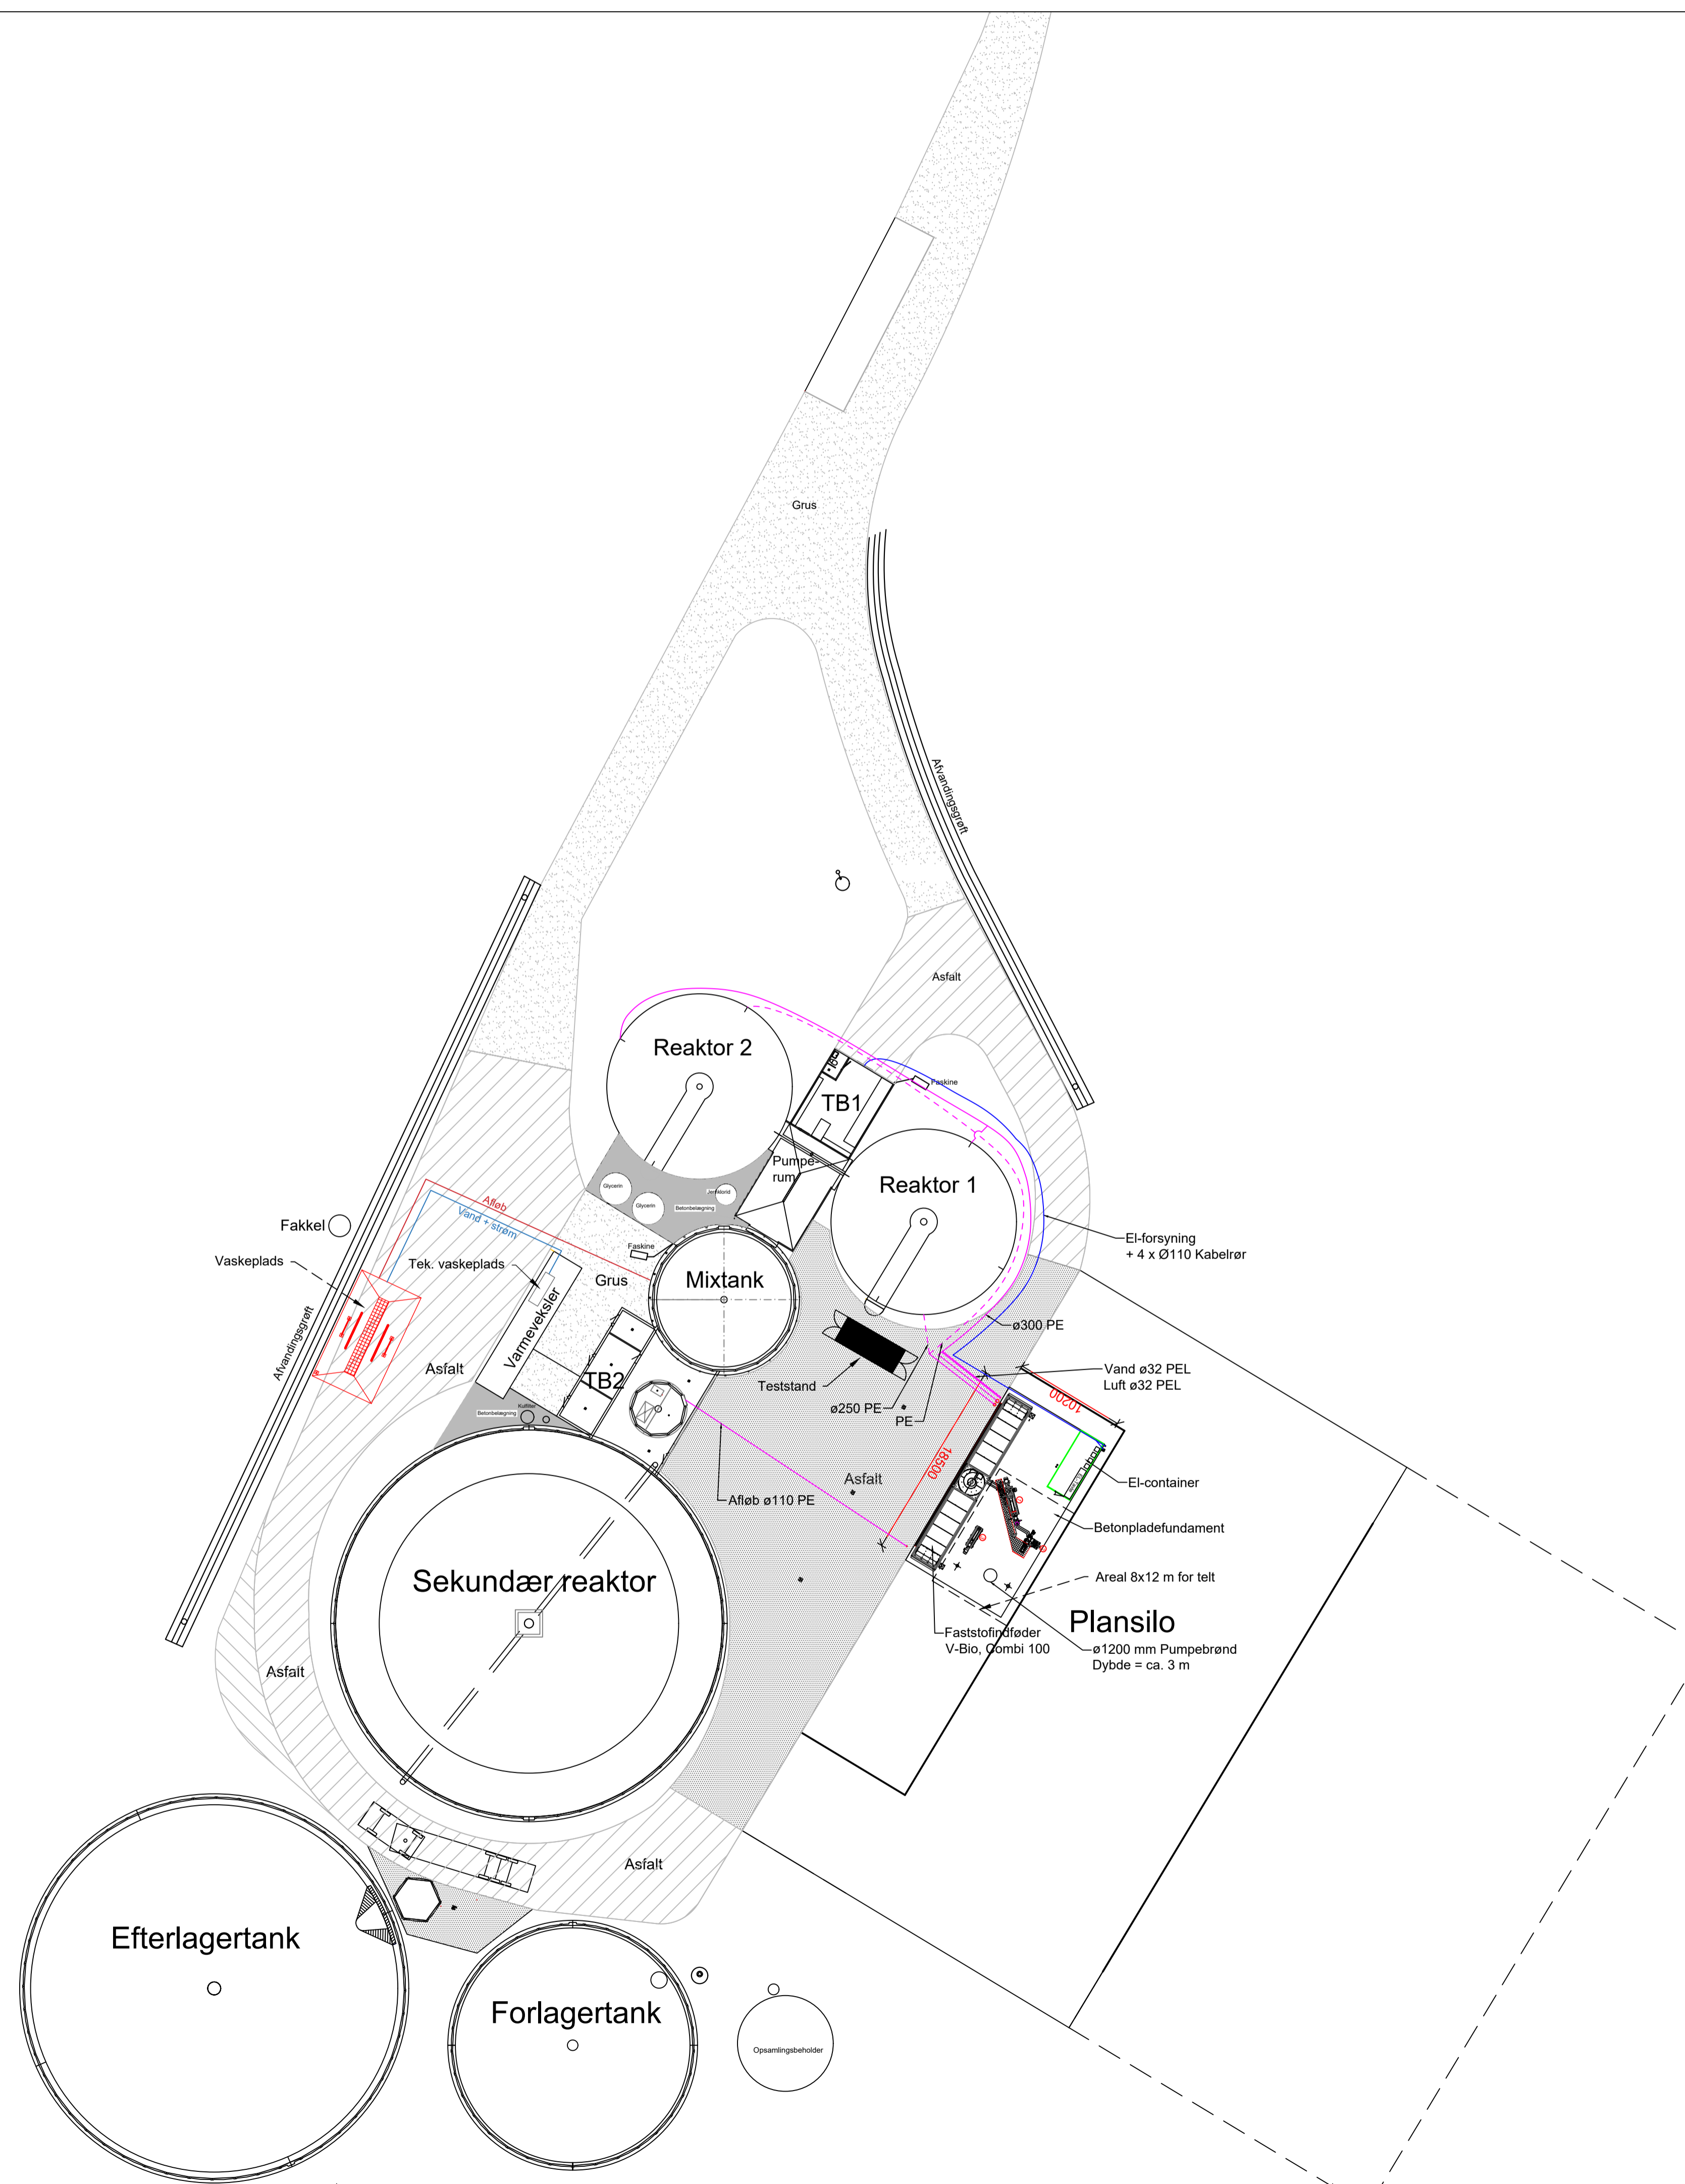 Grus
Afvandingsgrøft
Asfalt
Reaktor 2
TB1
Faskine
Pumpe-
rum
Reaktor 1
Glycerin
Glycerin
Jernklorid
Betonbelægning
Afløb
Vand + strøm
Fakkel
Vaskeplads
Tek. vaskeplads
Faskine
Grus
Mixtank
El-forsyning
+ 4 x Ø110 Kabelrør
Varmeveksler
ø300 PE
Afvandingsgrøft
Asfalt
TB2
Teststand
Vand ø32 PEL
Luft ø32 PEL
10200
ø250 PE
PE
Kulfilter
Betonbelægning
18500
Asfalt
El-container
Afløb ø110 PE
Betonpladefundament
Sekundær reaktor
Areal 8x12 m for telt
Plansilo
Faststofindføder
V-Bio, Combi 100
ø1200 mm Pumpebrønd
Dybde = ca. 3 m
Asfalt
Asfalt
Efterlagertank
Forlagertank
Opsamlingsbeholder